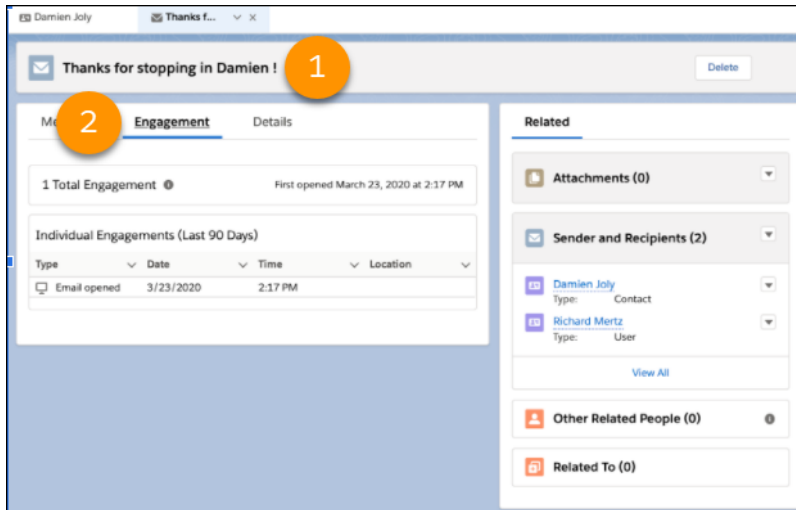 Damien Joly
Thanks f...
Thanks for stopping in Damien !
1
Delete
2
Engagement
Details
1 Total Engagement
First opened March 23, 2020 at 2:17 PM
Individual Engagements (Last 90 Days)
Type Date Time Location
Email opened 3/23/2020 2:17 PM
Related
Attachments (0)
Sender and Recipients (2)
Damien Joly
Type: Contact
Richard Mertz
Type: User
View All
Other Related People (0)
Related To (0)